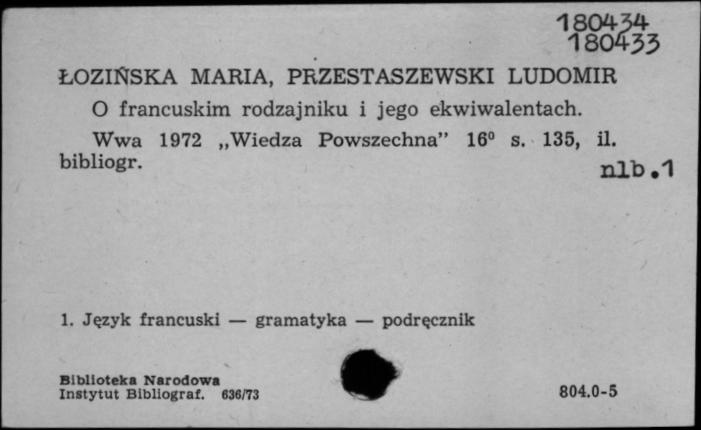 180434
180433
ŁOZIŃSKA MARIA, PRZESTASZEWSKI LUDOMIR
O francuskim rodzajniku i jego ekwiwalentach.
Wwa 1972 „Wiedza Powszechna” 16⁰ s. 135, il.
bibliogr.
nlb.1
1. Język francuski — gramatyka — podręcznik
Biblioteka Narodowa
Instytut Bibliograf. 636/73
804.0-5